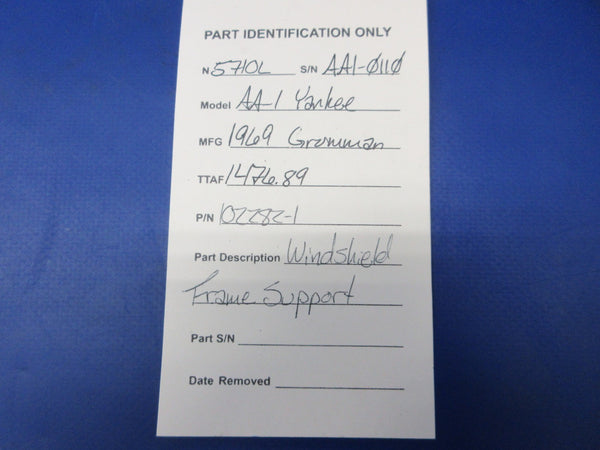 PART IDENTIFICATION ONLY
N 5710L S/N AA1-0110
Model AA-1 Yankee
MFG 1969 Grumman
TTAF 1476.89
P/N 102282-1
Part Description Windshield
Frame Support
Part S/N
Date Removed